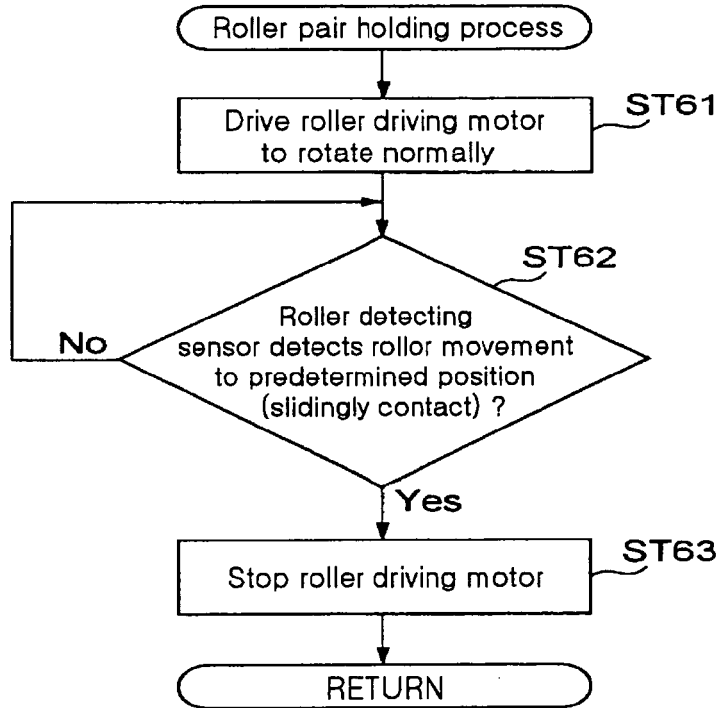 Roller pair holding process
ST61
Drive roller driving motor
to rotate normally
ST62
Roller detecting
sensor detects rollor movement
to predetermined position
(slidingly contact) ?
No
Yes
ST63
Stop roller driving motor
RETURN